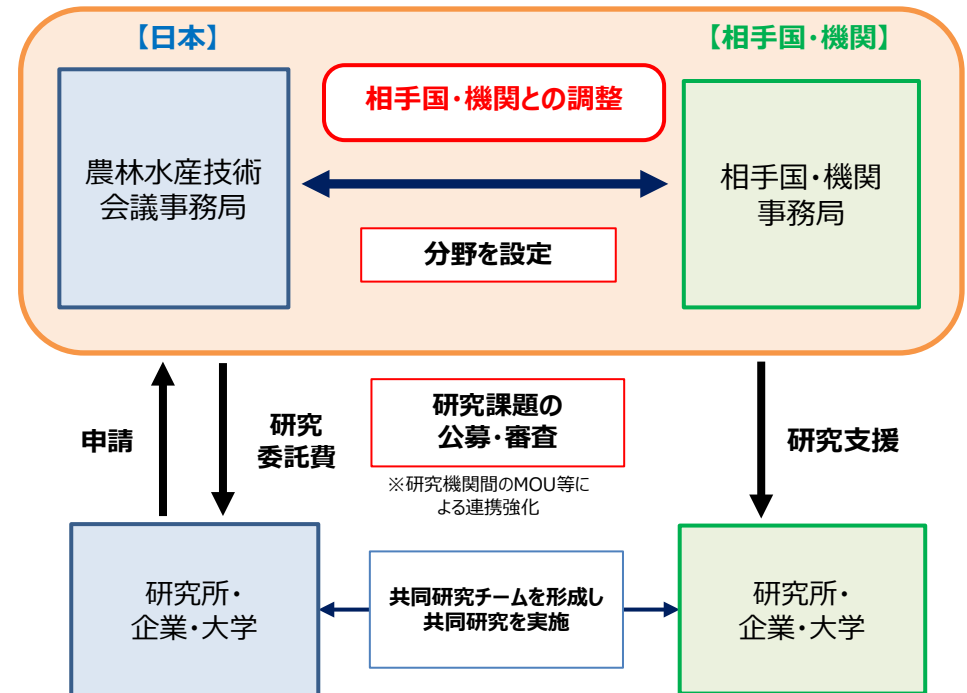 【日本】
【相手国・機関】
相手国・機関との調整
農林水産技術
会議事務局
相手国・機関
事務局
分野を設定
申請
研究
委託費
研究課題の
公募・審査
※研究機関間のMOU等に
よる連携強化
研究支援
研究所・
企業・大学
共同研究チームを形成し
共同研究を実施
研究所・
企業・大学